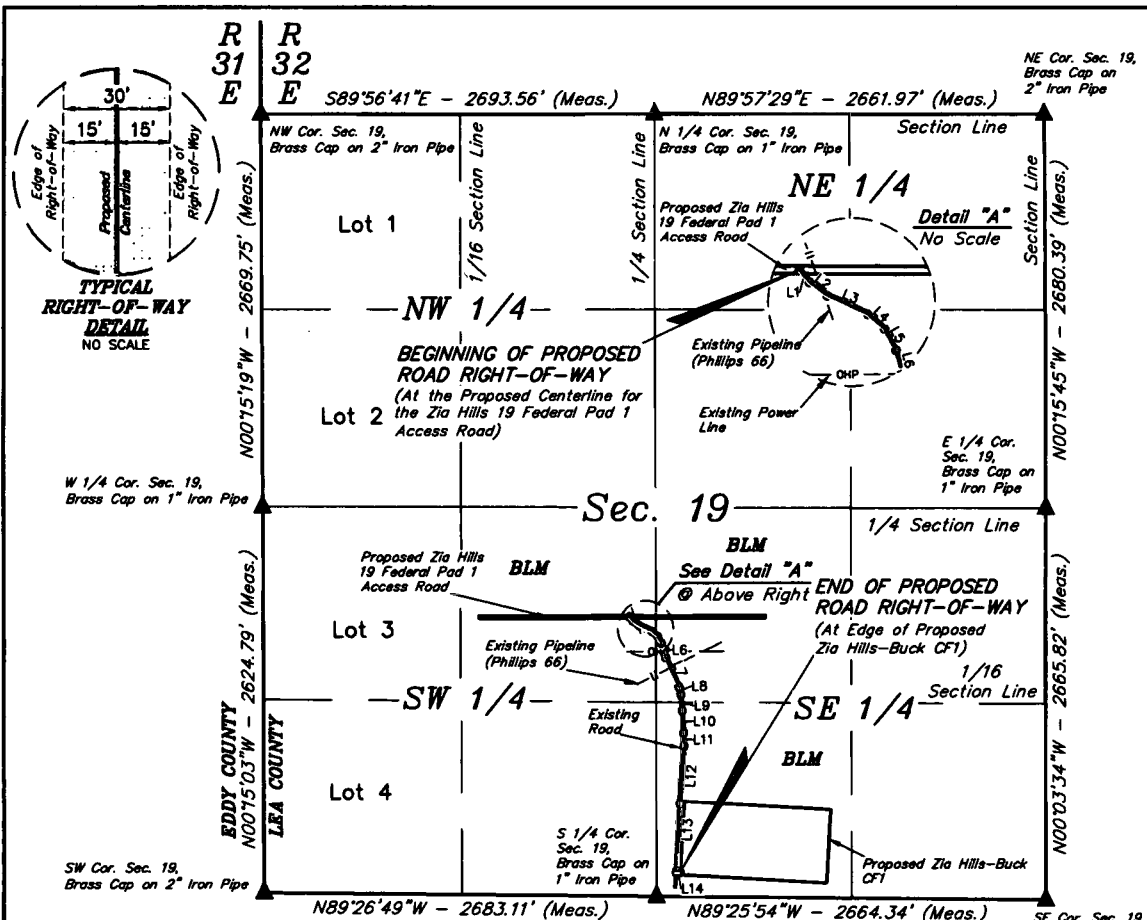 R R
31 32
E E
30'
15' 15'
Edge of
Right-of-Way
Proposed
Centerline
Edge of
Right-of-Way
TYPICAL
RIGHT-OF-WAY
DETAIL
NO SCALE
S89°56'41"E - 2693.56' (Meas.)
N89°57'29"E - 2661.97' (Meas.)
NE Cor. Sec. 19,
Brass Cap on
2" Iron Pipe
NW Cor. Sec. 19,
Brass Cap on 2" Iron Pipe
N 1/4 Cor. Sec. 19,
Brass Cap on 1" Iron Pipe
Section Line
N00°15'19"W - 2669.75' (Meas.)
1/16 Section Line
1/4 Section Line
Section Line
N00°15'45"W - 2680.39' (Meas.)
Lot 1
NE 1/4
Proposed Zia Hills
19 Federal Pad 1
Access Road
Detail "A"
No Scale
L1
L2
L3
L4
L5
L6
NW 1/4
Existing Pipeline
(Phillips 66)
OHP
Existing Power
Line
BEGINNING OF PROPOSED
ROAD RIGHT-OF-WAY
(At the Proposed Centerline for
the Zia Hills 19 Federal Pad 1
Access Road)
Lot 2
W 1/4 Cor. Sec. 19,
Brass Cap on 1" Iron Pipe
E 1/4 Cor.
Sec. 19,
Brass Cap on
1" Iron Pipe
Sec. 19
1/4 Section Line
Proposed Zia Hills
19 Federal Pad 1
Access Road
BLM
BLM
See Detail "A"
@ Above Right
END OF PROPOSED
ROAD RIGHT-OF-WAY
(At Edge of Proposed
Zia Hills-Buck CF1)
Lot 3
Existing Pipeline
(Phillips 66)
L6
L7
L8
L9
L10
L11
L12
L13
L14
1/16
Section Line
SW 1/4
SE 1/4
Existing
Road
BLM
EDDY COUNTY
LEA COUNTY
N00°15'03"W - 2624.79' (Meas.)
N00°03'34"W - 2665.82' (Meas.)
Lot 4
S 1/4 Cor.
Sec. 19,
Brass Cap on
1" Iron Pipe
Proposed Zia Hills-Buck
CF1
SW Cor. Sec. 19,
Brass Cap on 2" Iron Pipe
N89°26'49"W - 2683.11' (Meas.)
N89°25'54"W - 2664.34' (Meas.)
SE Cor. Sec. 19